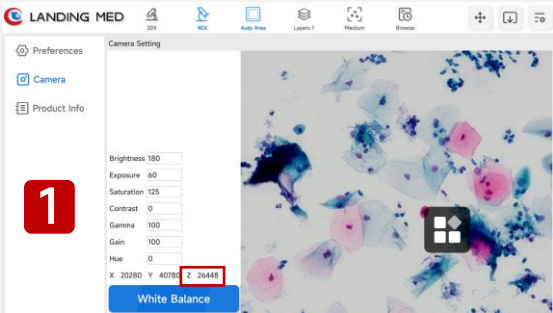 LANDING MED
20X
40X
Auto Area
Layers 1
Medium
Browse
Preferences
Camera
Product Info
Camera Setting
Brightness 180
Exposure 60
Saturation 125
Contrast 0
Gamma 100
Gain 100
Hue 0
X 20280 Y 40780 Z 26448
White Balance
1